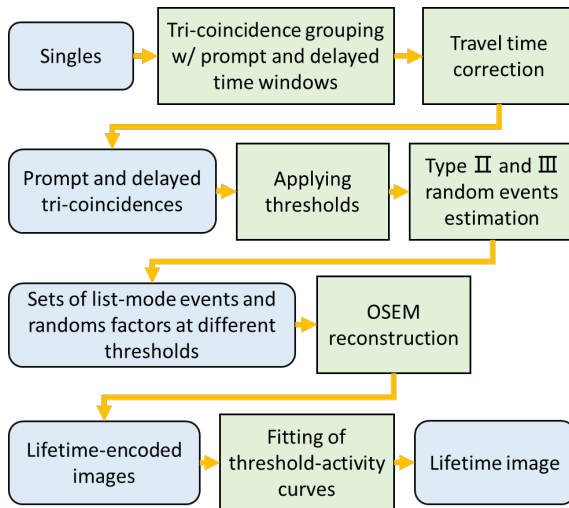 Singles
Tri-coincidence grouping
w/ prompt and delayed
time windows
Travel time
correction
Prompt and delayed
tri-coincidences
Applying
thresholds
Type Ⅱ and Ⅲ
random events
estimation
Sets of list-mode events and
randoms factors at different
thresholds
OSEM
reconstruction
Lifetime-encoded
images
Fitting of
threshold-activity
curves
Lifetime image